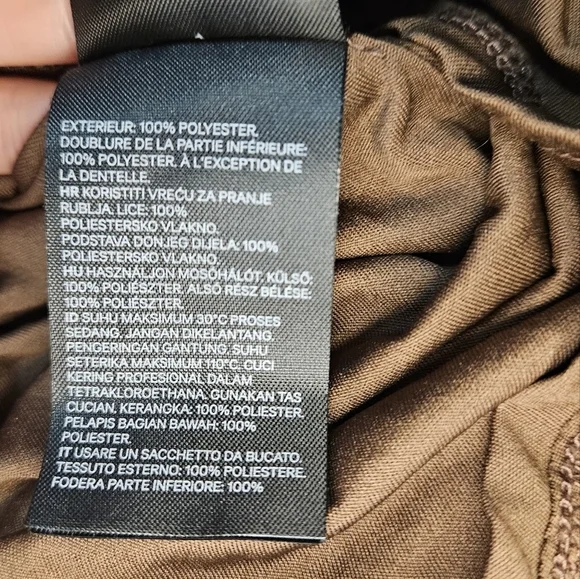 EXTERIEUR: 100% POLYESTER.
DOUBLURE DE LA PARTIE INFÉRIEURE:
100% POLYESTER. À L'EXCEPTION DE
LA DENTELLE.
HR KORISTITI VREĆU ZA PRANJE
RUBLJA. LICE: 100%
POLIESTERSKO VLAKNO.
PODSTAVA DONJEG DIJELA: 100%
POLIESTERSKO VLAKNO.
HU HASZNÁLJON MOSÓHÁLÓT. KÜLSŐ:
100% POLIÉSZTER. ALSÓ RÉSZ BÉLÉSE:
100% POLIÉSZTER.
ID SUHU MAKSIMUM 30°C PROSES
SEDANG. JANGAN DIKELANTANG.
PENGERINGAN GANTUNG. SUHU
SETERIKA MAKSIMUM 110°C. CUCI
KERING PROFESIONAL DALAM
TETRAKLOROETHANA. GUNAKAN TAS
CUCIAN. KERANGKA: 100% POLIESTER.
PELAPIS BAGIAN BAWAH: 100%
POLIESTER.
IT USARE UN SACCHETTO DA BUCATO.
TESSUTO ESTERNO: 100% POLIESTERE.
FODERA PARTE INFERIORE: 100%